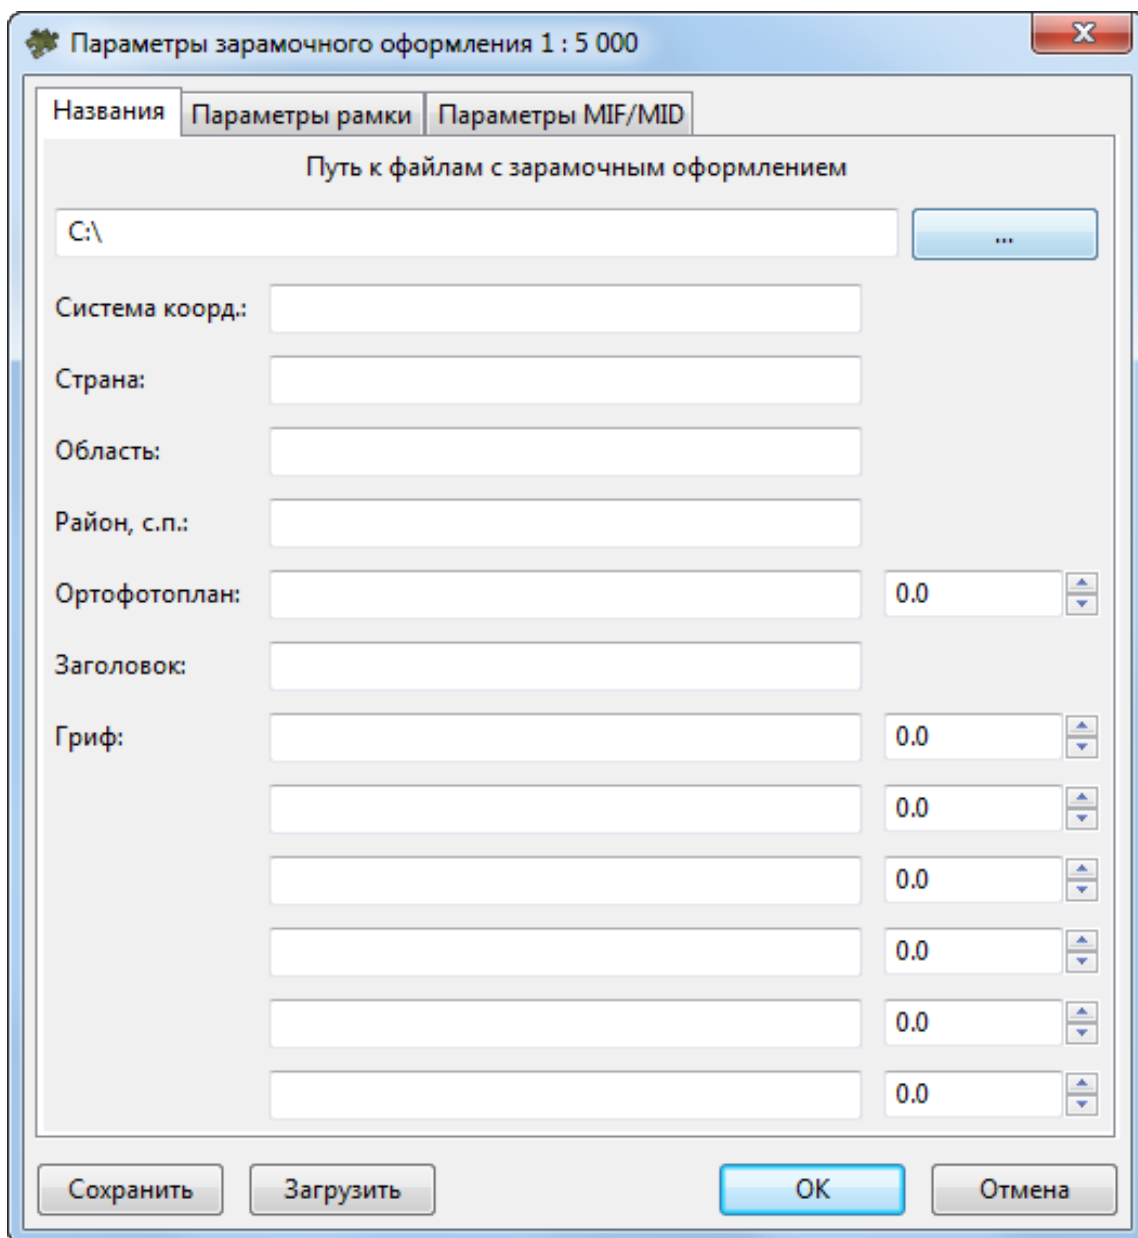 Параметры зарамочного оформления 1 : 5 000
Названия Параметры рамки Параметры MIF/MID
Путь к файлам с зарамочным оформлением
C:\ ...
Система коорд.:
Страна:
Область:
Район, с.п.:
Ортофотоплан: 0.0
Заголовок:
Гриф: 0.0
0.0
0.0
0.0
0.0
0.0
Сохранить Загрузить OK Отмена